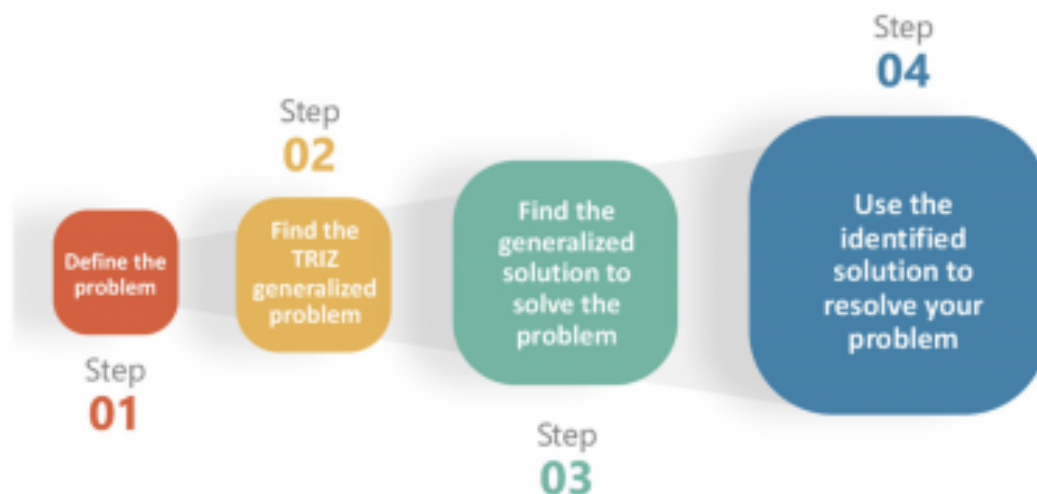 Step
01
Define the
problem
Step
02
Find the
TRIZ
generalized
problem
Step
03
Find the
generalized
solution to
solve the
problem
Step
04
Use the
identified
solution to
resolve your
problem